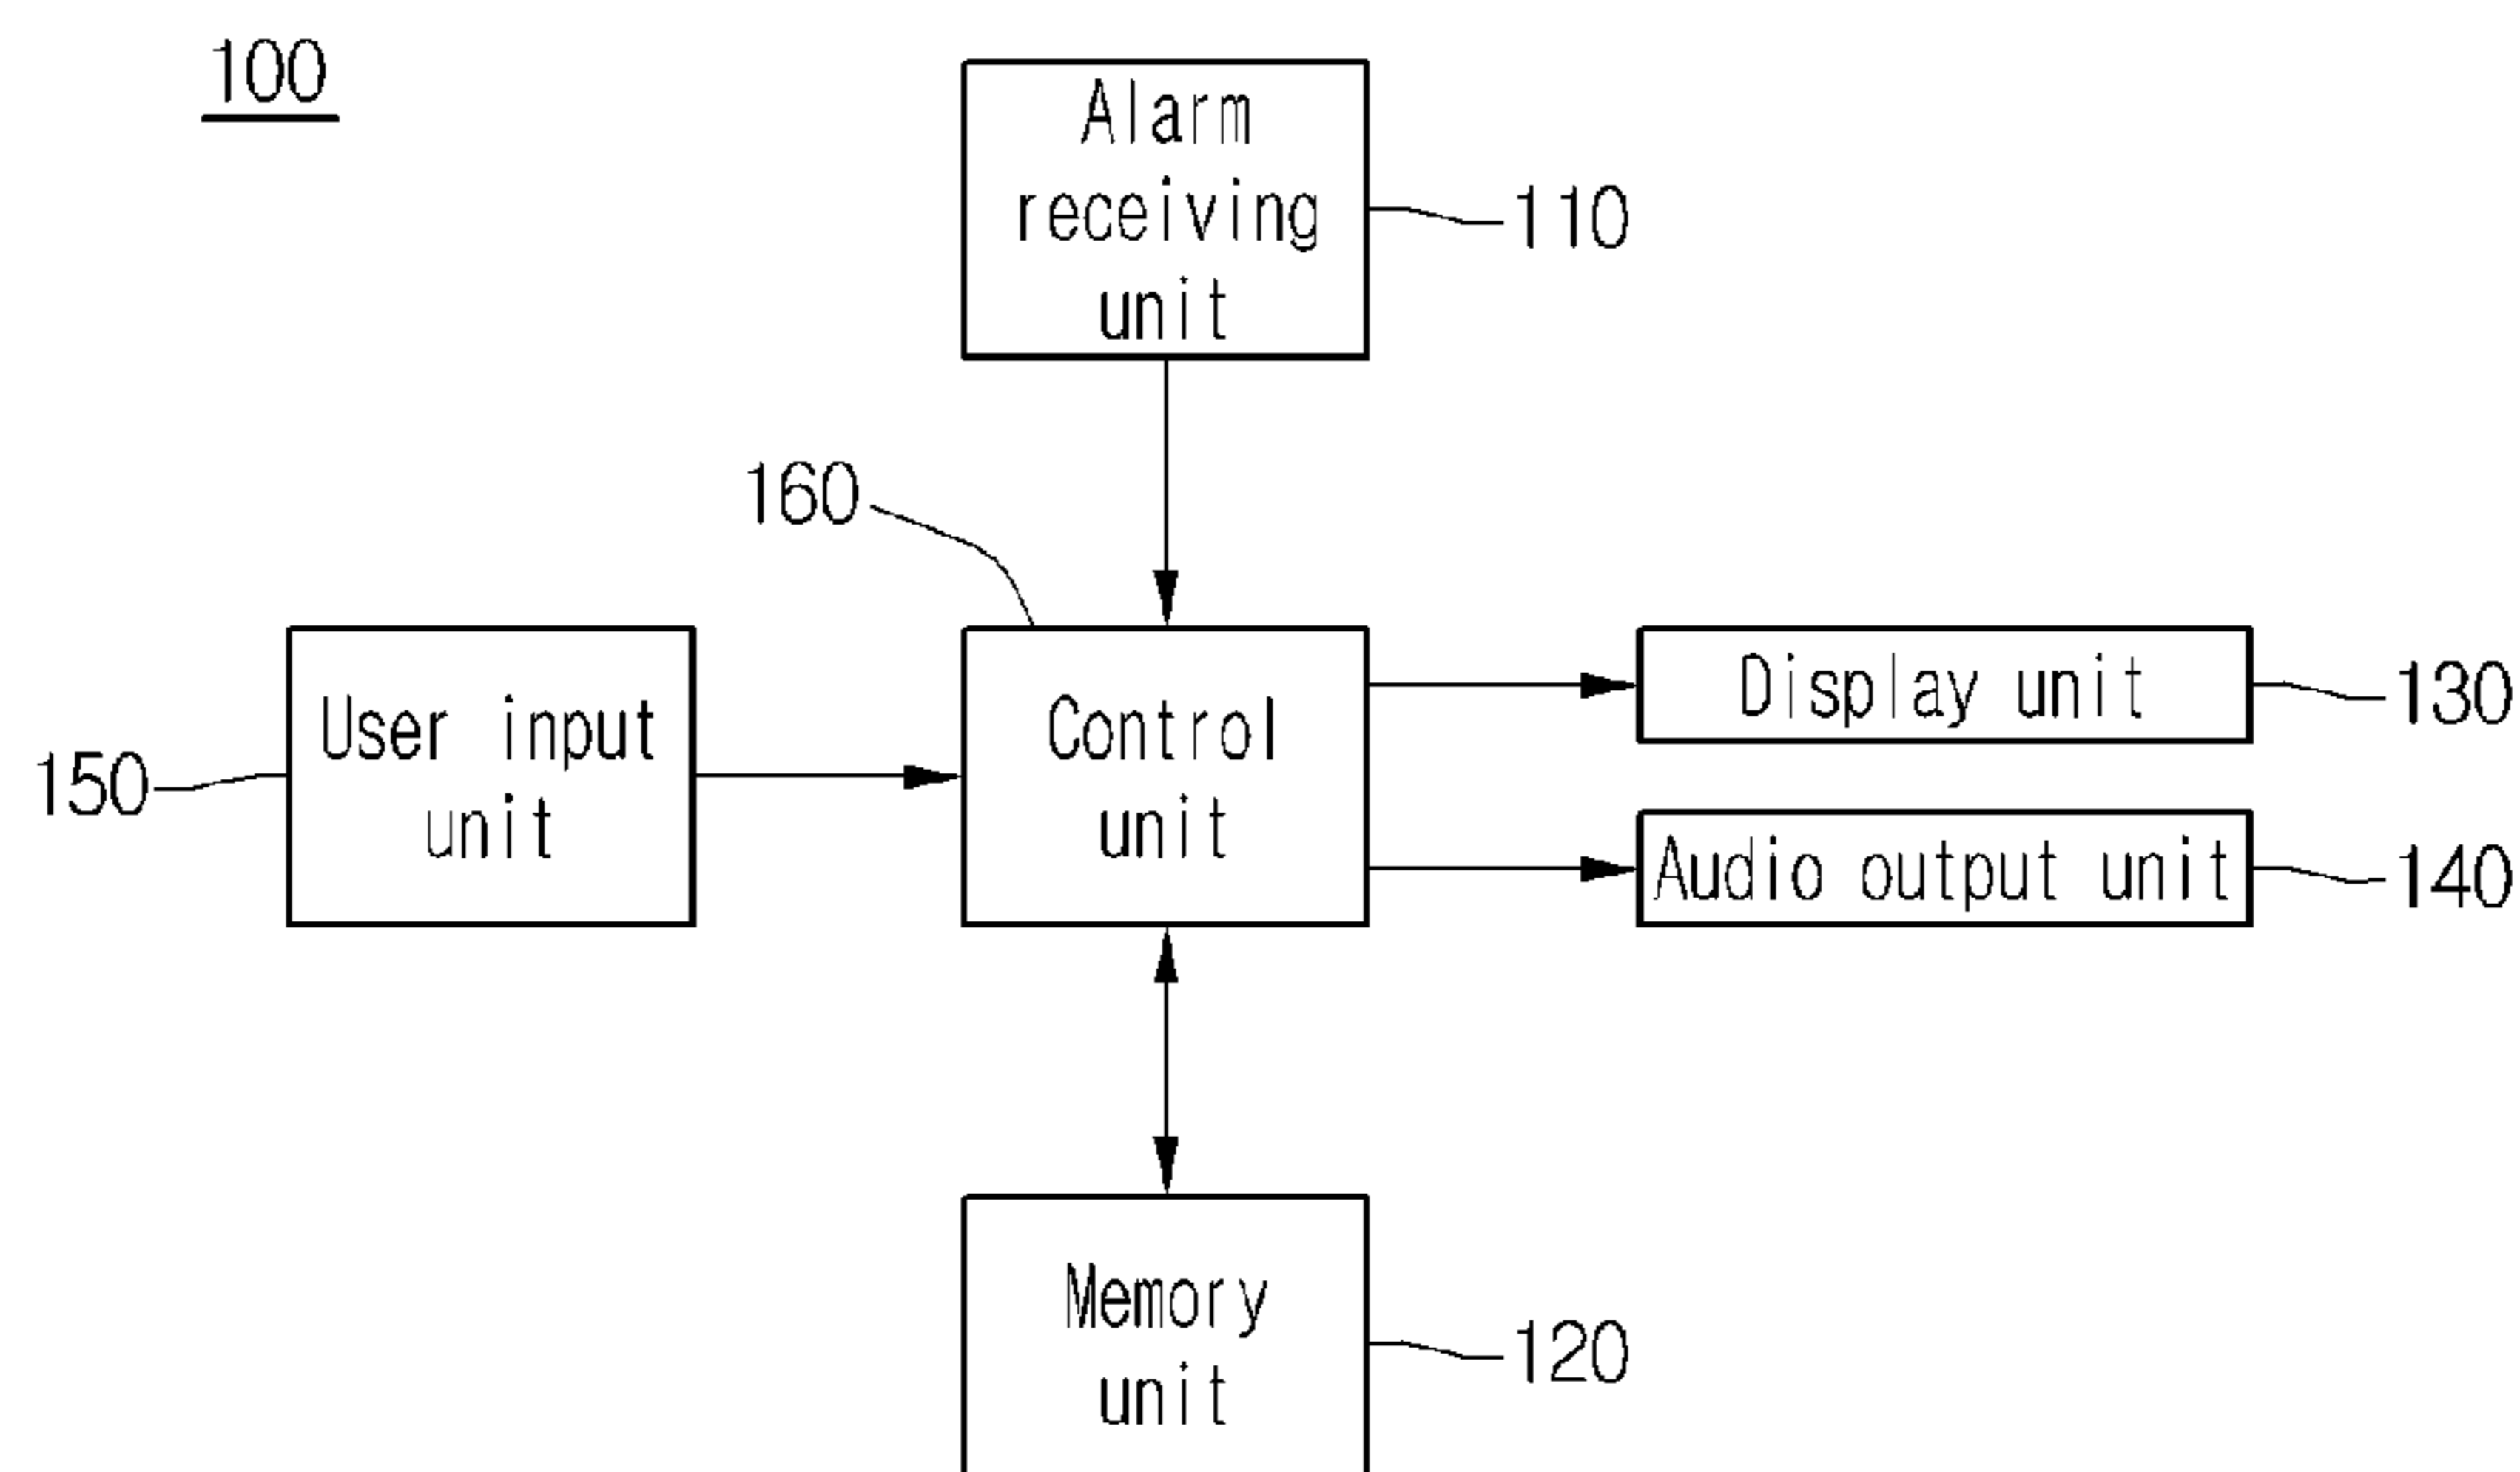 100
Alarm
receiving
unit
110
160
User input
unit
150
Control
unit
Display unit
130
Audio output unit
140
Memory
unit
120